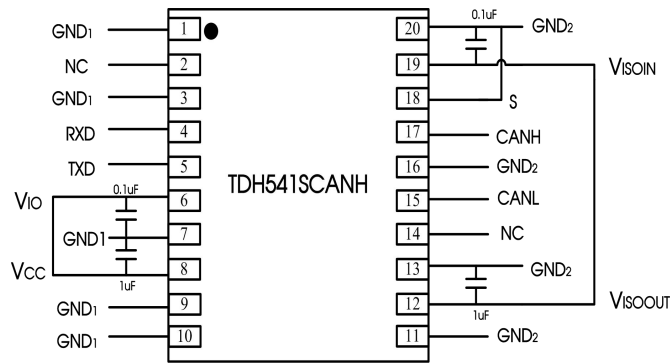 GND1 1 20 0.1uF GND2
NC 2 19 VISOIN
GND1 3 18 S
RXD 4 17 CANH
TXD 5 16 GND2
TDH541SCANH
VIO 0.1uF 6 15 CANL
GND1 7 14 NC
VCC 1uF 8 13 GND2
GND1 9 12 1uF VISOOUT
GND1 10 11 GND2